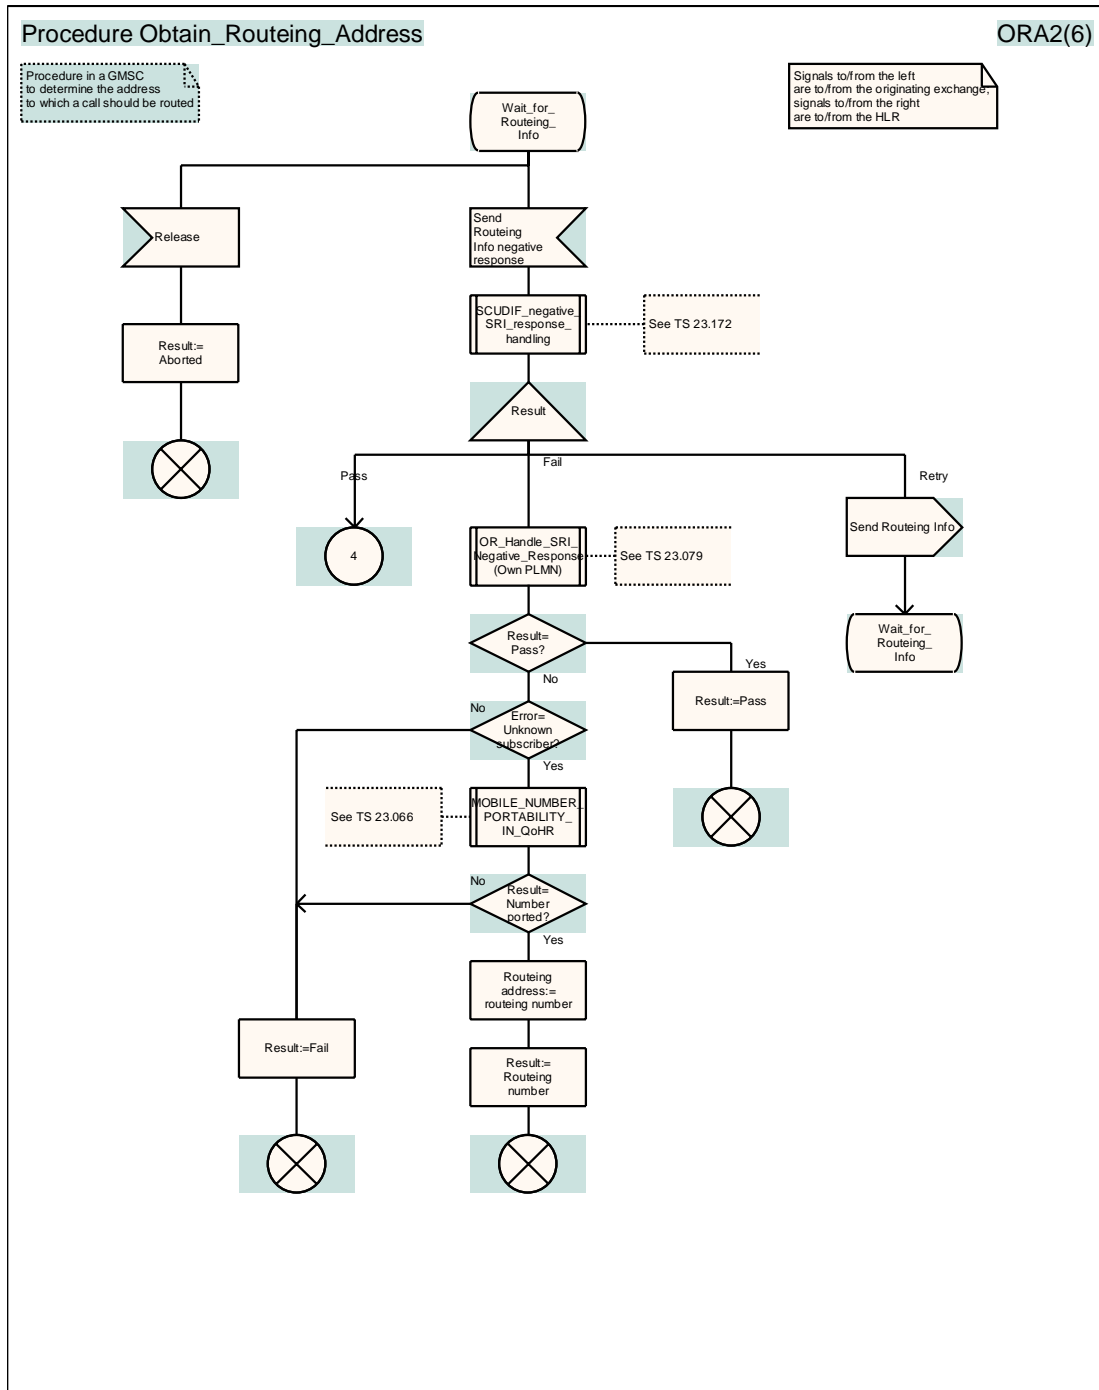 Procedure Obtain_Routeing_Address
ORA2(6)
Procedure in a GMSC
to determine the address
to which a call should be routed
Signals to/from the left
are to/from the originating exchange;
signals to/from the right
are to/from the HLR
Wait_for_
Routeing_
Info
Release
Send
Routeing
Info negative
response
SCUDIF_negative_
SRI_response_
handling
See TS 23.172
Result:=
Aborted
Result
Pass
Fail
Retry
4
OR_Handle_SRI_
Negative_Response
(Own PLMN)
See TS 23.079
Send Routeing Info
Result=
Pass?
Wait_for_
Routeing_
Info
Yes
No
Result:=Pass
No
Error=
Unknown
subscriber?
Yes
See TS 23.066
MOBILE_NUMBER_
PORTABILITY_
IN_QoHR
No
Result=
Number
ported?
Yes
Routeing
address:=
routeing number
Result:=Fail
Result:=
Routeing
number